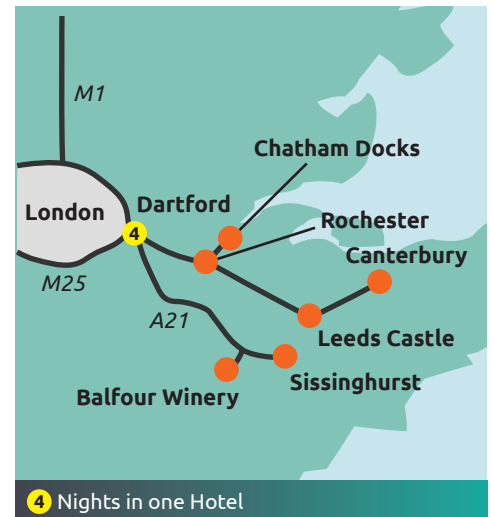 M1
Chatham Docks
Dartford
London
4
Rochester
Canterbury
M25
A21
Leeds Castle
Sissinghurst
Balfour Winery
4 Nights in one Hotel